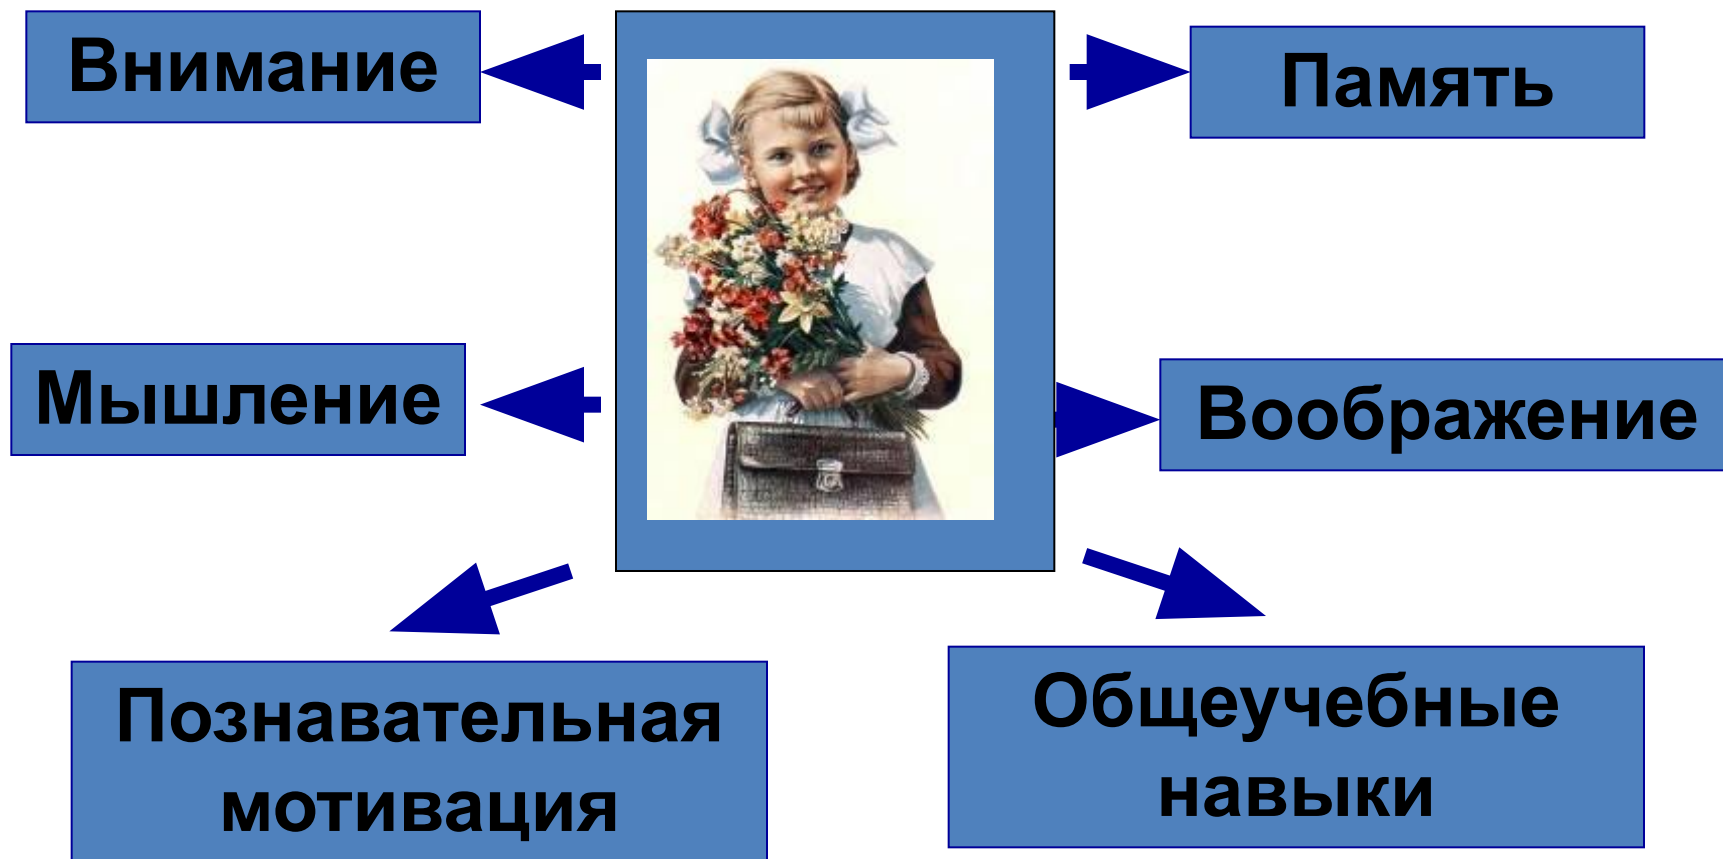 Внимание
Память
Мышление
Воображение
Познавательная
мотивация
Общеучебные
навыки